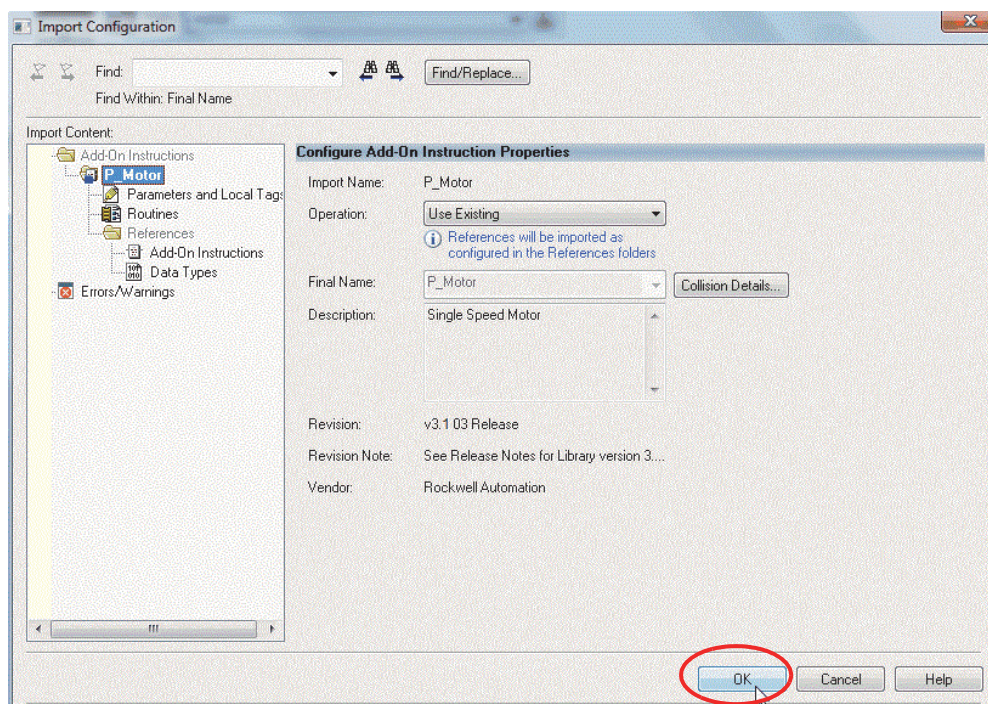 Import Configuration
Find:
Find/Replace...
Find Within: Final Name
Import Content:
Add-On Instructions
P_Motor
Parameters and Local Tags
Routines
References
Add-On Instructions
Data Types
Errors/Warnings
Configure Add-On Instruction Properties
Import Name: P_Motor
Operation: Use Existing
References will be imported as
configured in the References folders
Final Name: P_Motor Collision Details...
Description: Single Speed Motor
Revision: v3.1 03 Release
Revision Note: See Release Notes for Library version 3....
Vendor: Rockwell Automation
OK Cancel Help